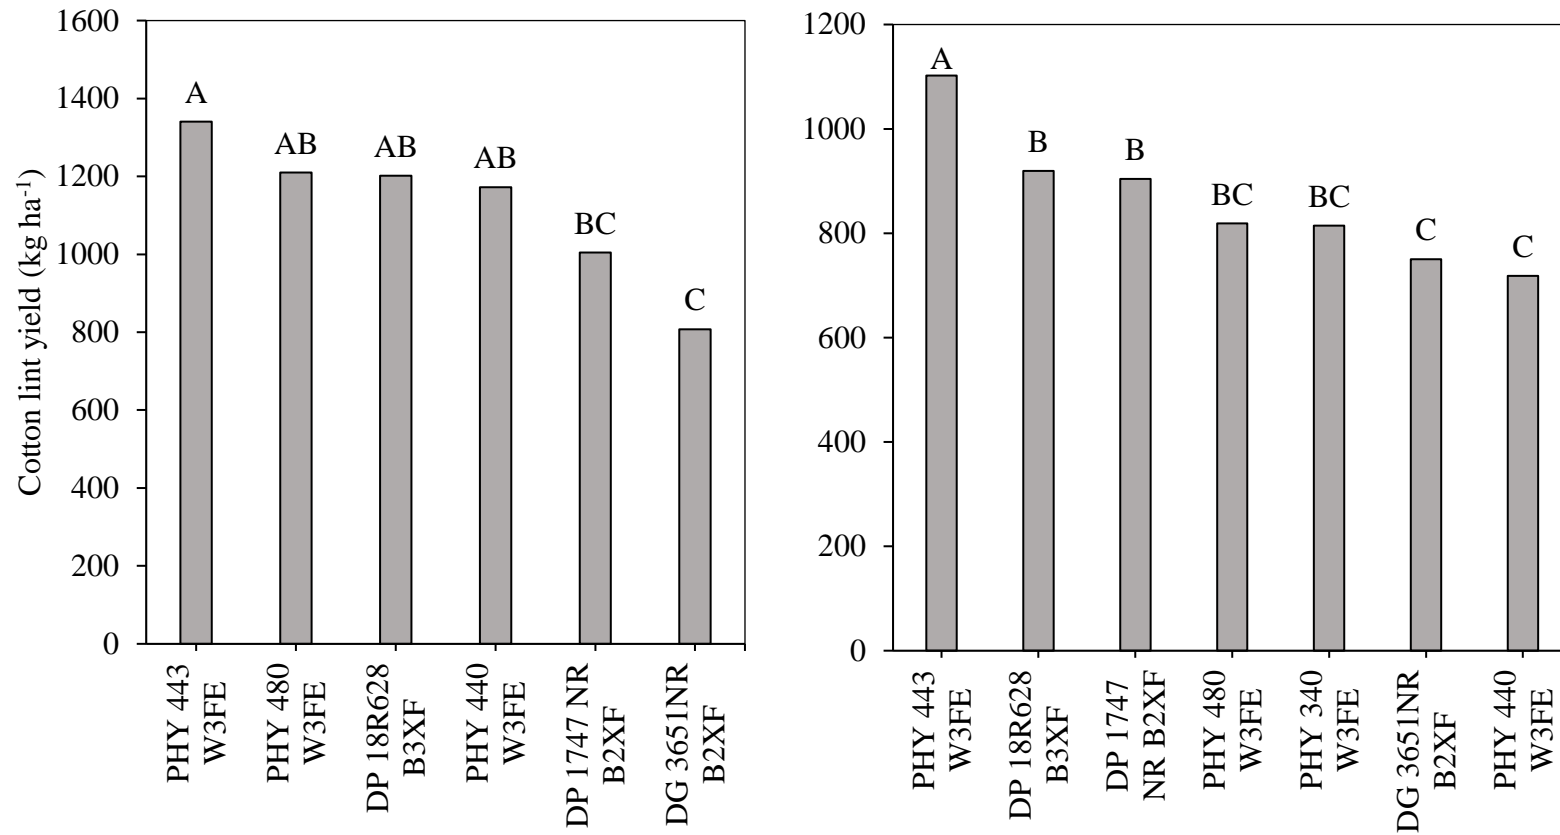 Cotton lint yield (kg ha-1)
1600
1400
1200
1000
800
600
400
200
0
A
AB
AB
AB
BC
C
PHY 443
W3FE
PHY 480
W3FE
DP 18R628
B3XF
PHY 440
W3FE
DP 1747 NR
B2XF
DG 3651NR
B2XF
1200
1000
800
600
400
200
0
A
B
B
BC
BC
C
C
PHY 443
W3FE
DP 18R628
B3XF
DP 1747
NR B2XF
PHY 480
W3FE
PHY 340
W3FE
DG 3651NR
B2XF
PHY 440
W3FE